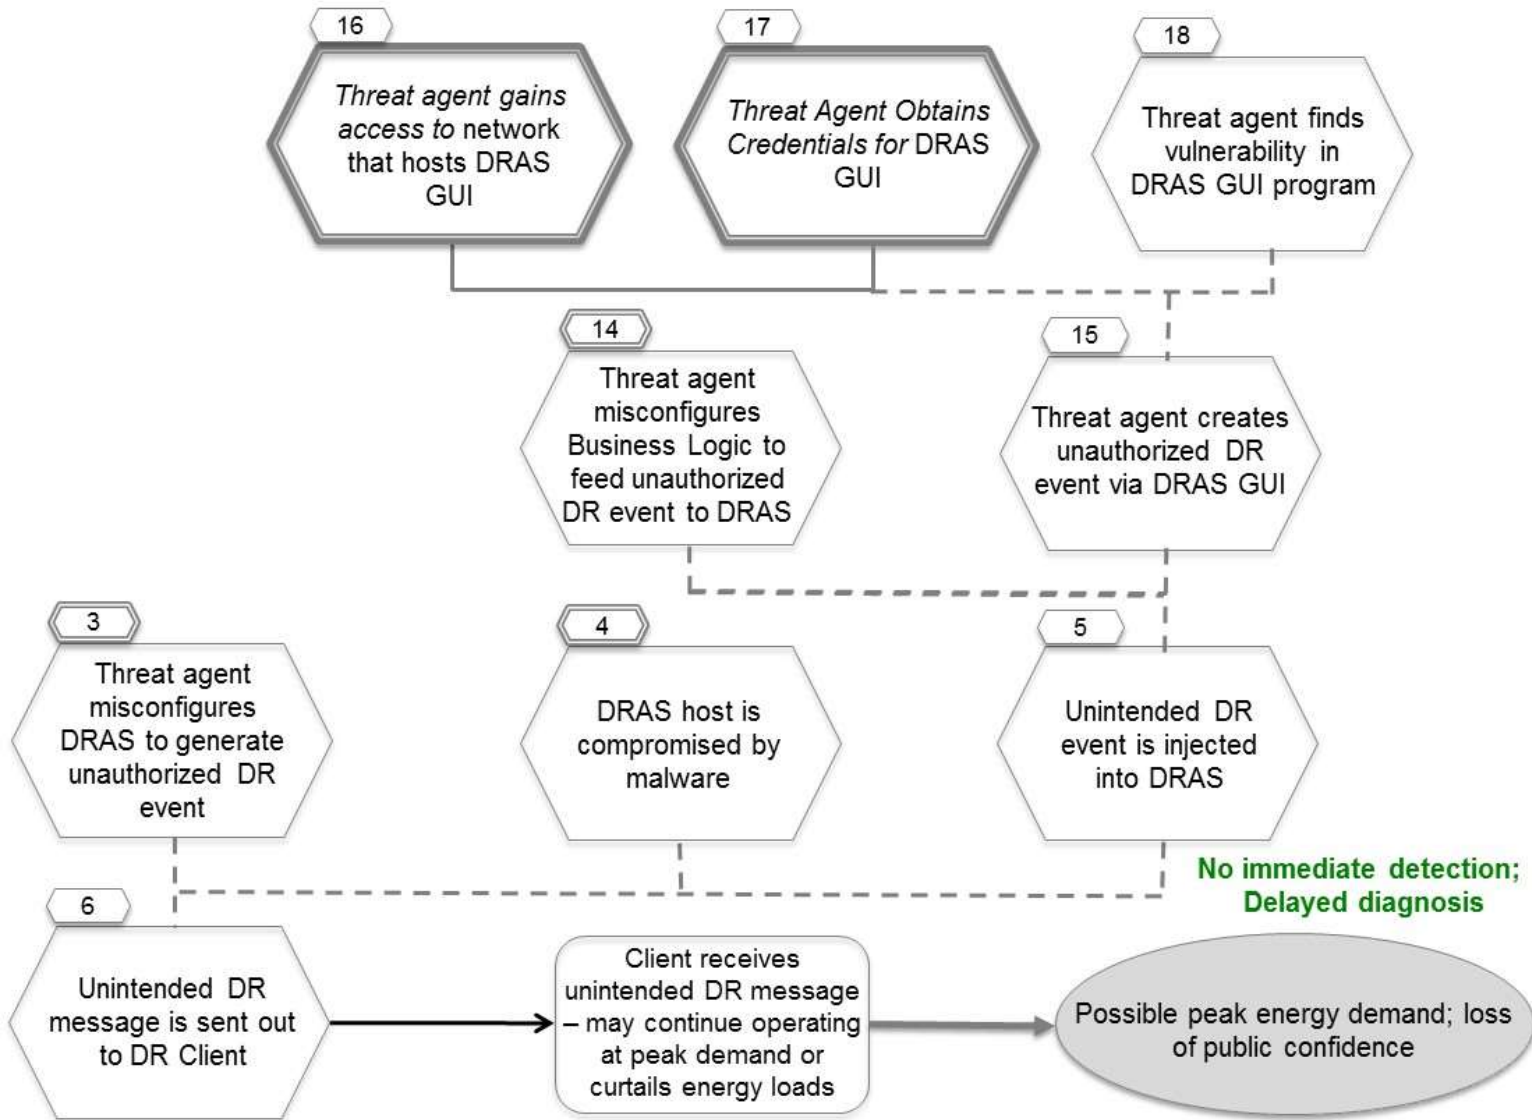 16
Threat agent gains
access to network
that hosts DRAS
GUI
17
Threat Agent Obtains
Credentials for DRAS
GUI
18
Threat agent finds
vulnerability in
DRAS GUI program
14
Threat agent
misconfigures
Business Logic to
feed unauthorized
DR event to DRAS
15
Threat agent creates
unauthorized DR
event via DRAS GUI
3
Threat agent
misconfigures
DRAS to generate
unauthorized DR
event
4
DRAS host is
compromised by
malware
5
Unintended DR
event is injected
into DRAS
No immediate detection;
Delayed diagnosis
6
Unintended DR
message is sent out
to DR Client
Client receives
unintended DR message
– may continue operating
at peak demand or
curtails energy loads
Possible peak energy demand; loss
of public confidence